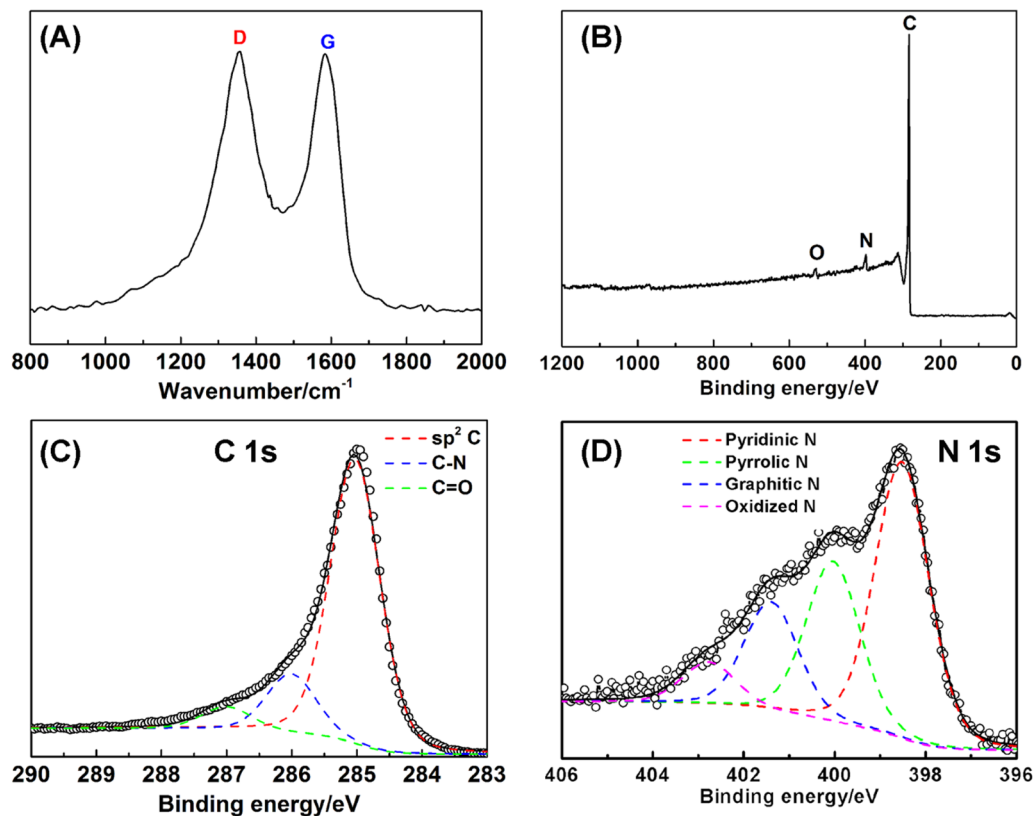 (A)
D
G
800 1000 1200 1400 1600 1800 2000
Wavenumber/cm⁻¹
(B)
C
O
N
1200 1000 800 600 400 200 0
Binding energy/eV
(C)
C 1s
sp² C
C-N
C=O
290 289 288 287 286 285 284 283
Binding energy/eV
(D)
N 1s
Pyridinic N
Pyrrolic N
Graphitic N
Oxidized N
406 404 402 400 398 396
Binding energy/eV